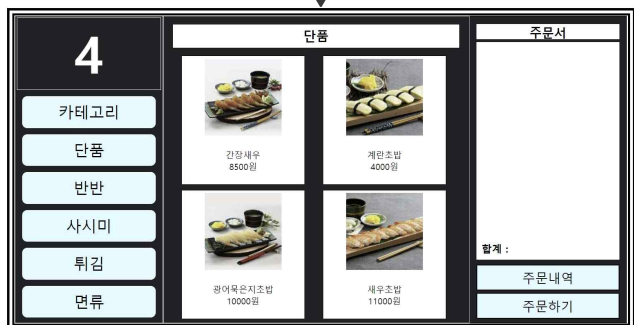 4
카테고리
단품
반반
사시미
튀김
면류
단품
간장새우
8500원
계란초밥
4000원
광어묵은지초밥
10000원
새우초밥
11000원
주문서
합계 :
주문내역
주문하기